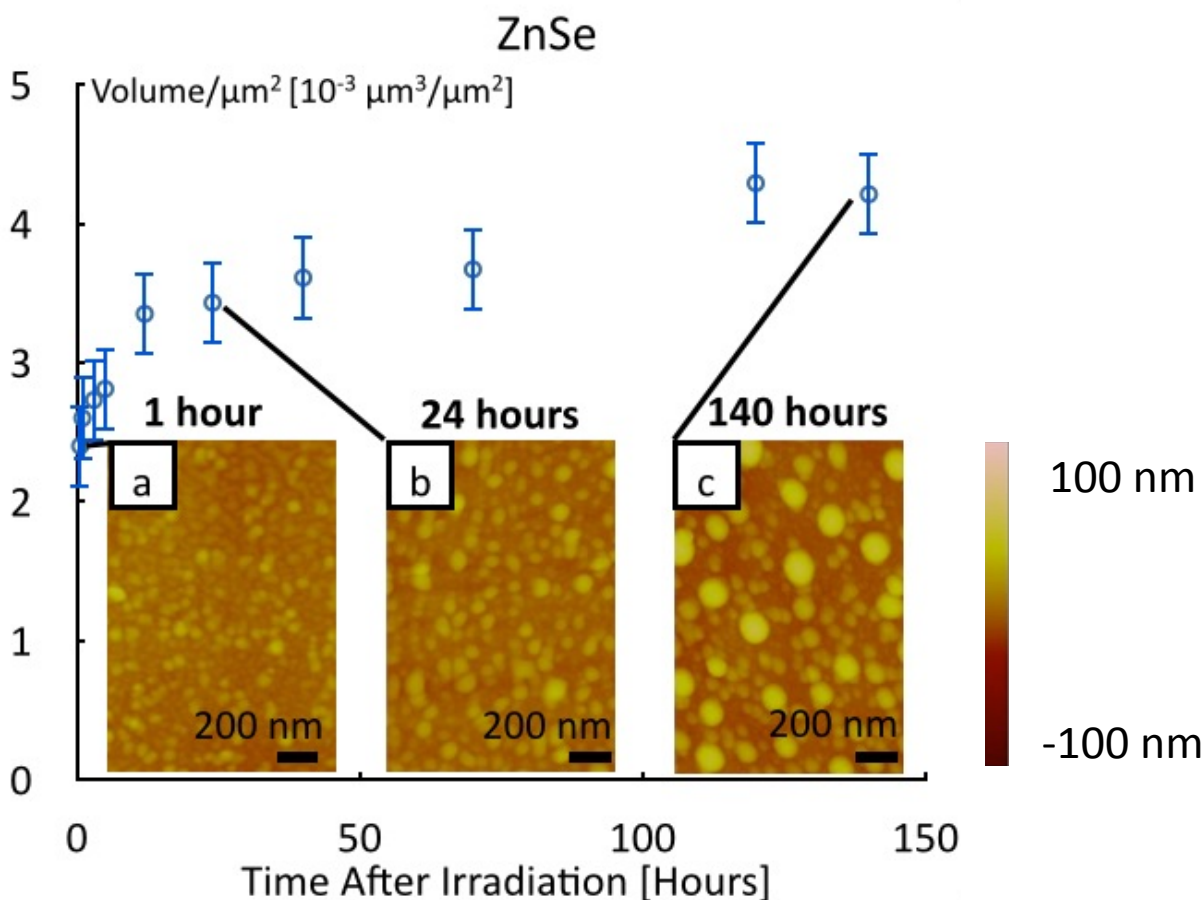 ZnSe
5
Volume/μm² [10⁻³ μm³/μm²]
4
3
2
1
0
1 hour
24 hours
140 hours
a
b
c
200 nm
200 nm
200 nm
100 nm
-100 nm
0
50
100
150
Time After Irradiation [Hours]